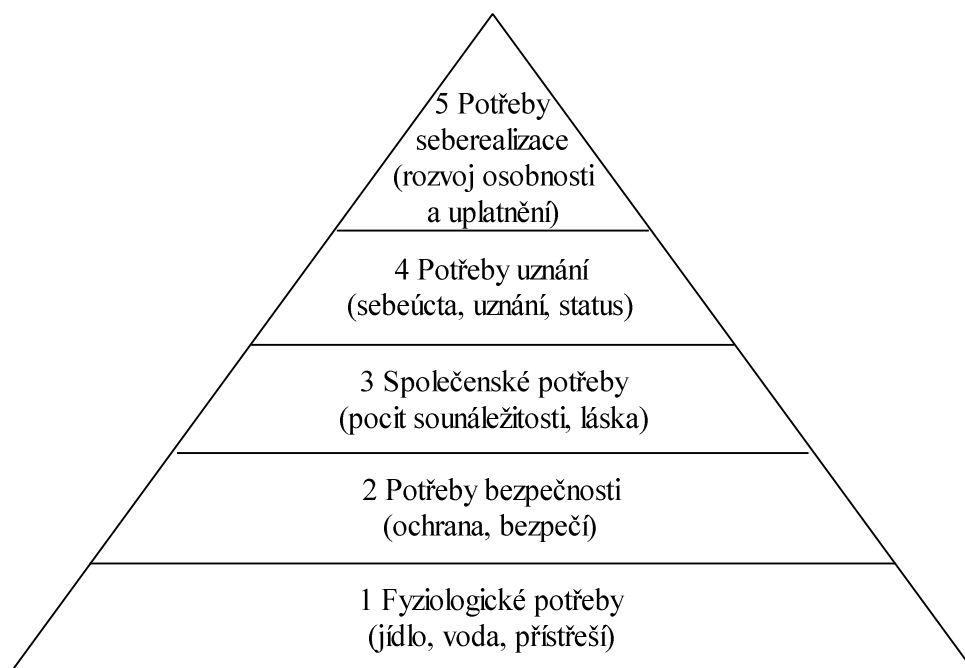 5 Potřeby
seberealizace
(rozvoj osobnosti
a uplatnění)
4 Potřeby uznání
(sebeúcta, uznání, status)
3 Společenské potřeby
(pocit sounáležitosti, láska)
2 Potřeby bezpečnosti
(ochrana, bezpečí)
1 Fyziologické potřeby
(jídlo, voda, přístřeší)